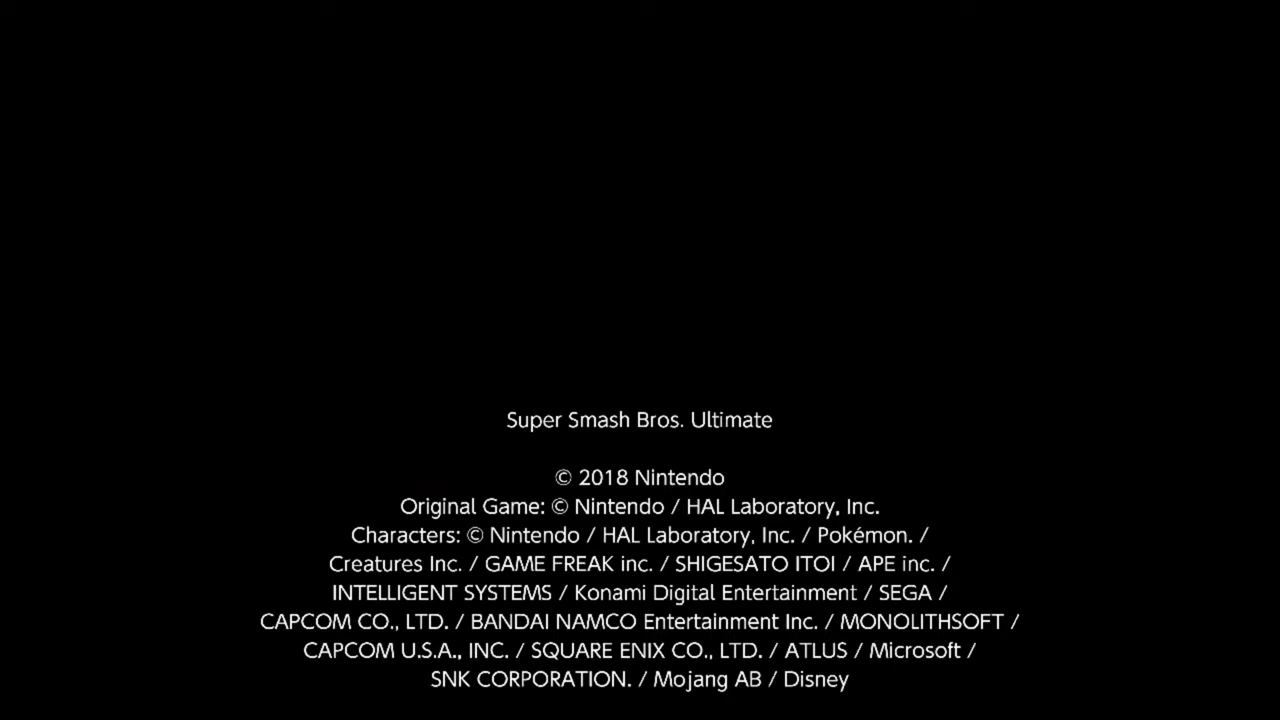 Super Smash Bros. Ultimate
© 2018 Nintendo
Original Game: © Nintendo / HAL Laboratory, Inc.
Characters: © Nintendo / HAL Laboratory, Inc. / Pokémon. /
Creatures Inc. / GAME FREAK inc. / SHIGESATO ITOI / APE inc. /
INTELLIGENT SYSTEMS / Konami Digital Entertainment / SEGA /
CAPCOM CO., LTD. / BANDAI NAMCO Entertainment Inc. / MONOLITHSOFT /
CAPCOM U.S.A., INC. / SQUARE ENIX CO., LTD. / ATLUS / Microsoft /
SNK CORPORATION. / Mojang AB / Disney